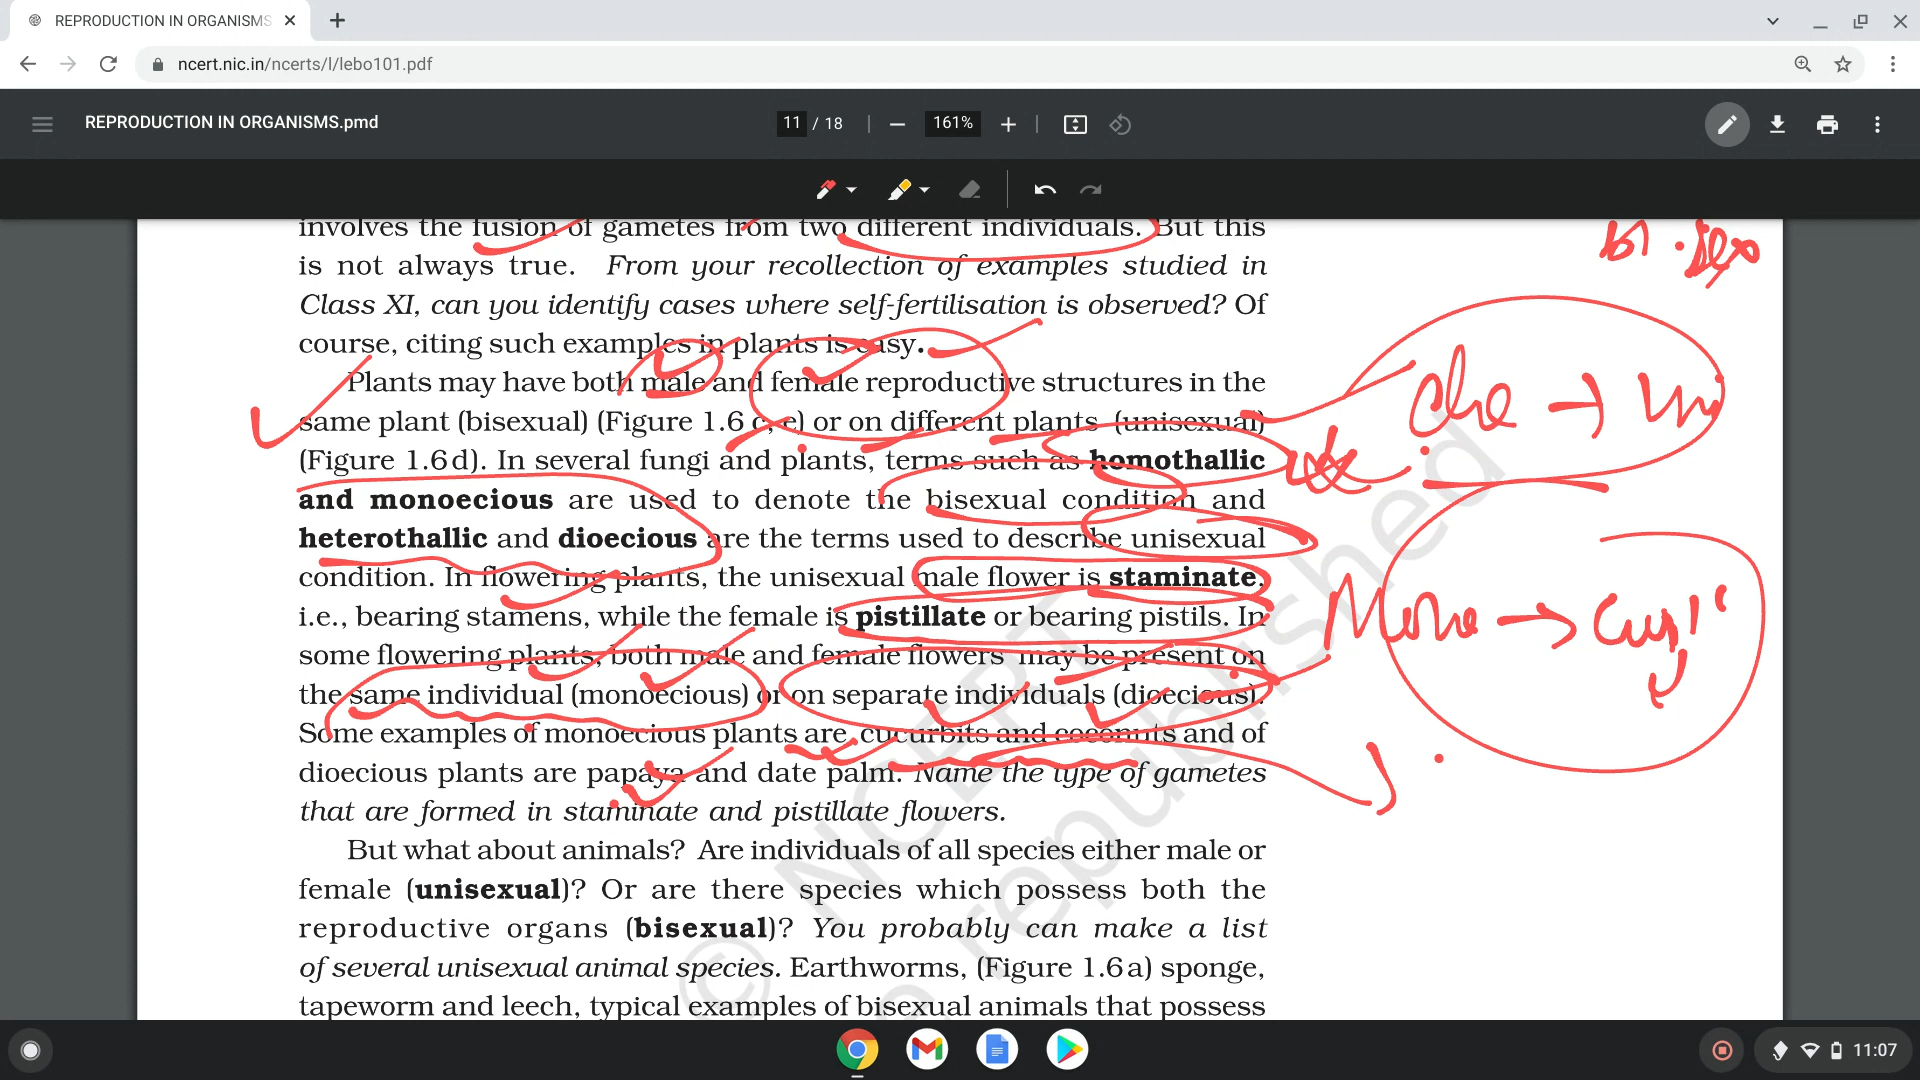 REPRODUCTION IN ORGANISMS
ncert.nic.in/ncerts/l/lebo101.pdf
REPRODUCTION IN ORGANISMS.pmd
11 / 18
161%
involves the fusion of gametes from two different individuals. But this
is not always true. From your recollection of examples studied in
Class XI, can you identify cases where self-fertilisation is observed? Of
course, citing such examples in plants is easy.
Plants may have both male and female reproductive structures in the
same plant (bisexual) (Figure 1.6 c, e) or on different plants (unisexual)
(Figure 1.6 d). In several fungi and plants, terms such as homothallic
and monoecious are used to denote the bisexual condition and
heterothallic and dioecious are the terms used to describe unisexual
condition. In flowering plants, the unisexual male flower is staminate,
i.e., bearing stamens, while the female is pistillate or bearing pistils. In
some flowering plants, both male and female flowers may be present on
the same individual (monoecious) or on separate individuals (dioecious).
Some examples of monoecious plants are cucurbits and coconuts and of
dioecious plants are papaya and date palm. Name the type of gametes
that are formed in staminate and pistillate flowers.
But what about animals? Are individuals of all species either male or
female (unisexual)? Or are there species which possess both the
reproductive organs (bisexual)? You probably can make a list
of several unisexual animal species. Earthworms, (Figure 1.6 a) sponge,
tapeworm and leech, typical examples of bisexual animals that possess
© NCERT
republished
11:07